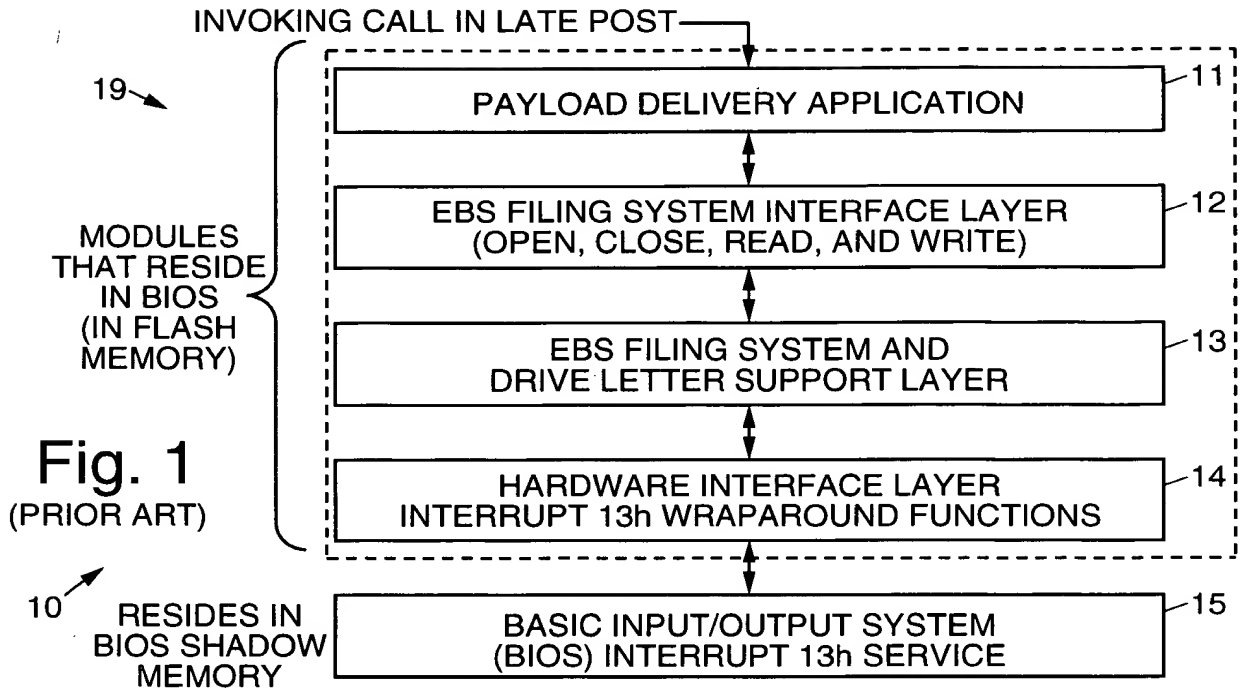 INVOKING CALL IN LATE POST
19
11
PAYLOAD DELIVERY APPLICATION
12
EBS FILING SYSTEM INTERFACE LAYER
(OPEN, CLOSE, READ, AND WRITE)
MODULES
THAT RESIDE
IN BIOS
(IN FLASH
MEMORY)
13
EBS FILING SYSTEM AND
DRIVE LETTER SUPPORT LAYER
Fig. 1
(PRIOR ART)
14
HARDWARE INTERFACE LAYER
INTERRUPT 13h WRAPAROUND FUNCTIONS
10
RESIDES IN
BIOS SHADOW
MEMORY
15
BASIC INPUT/OUTPUT SYSTEM
(BIOS) INTERRUPT 13h SERVICE